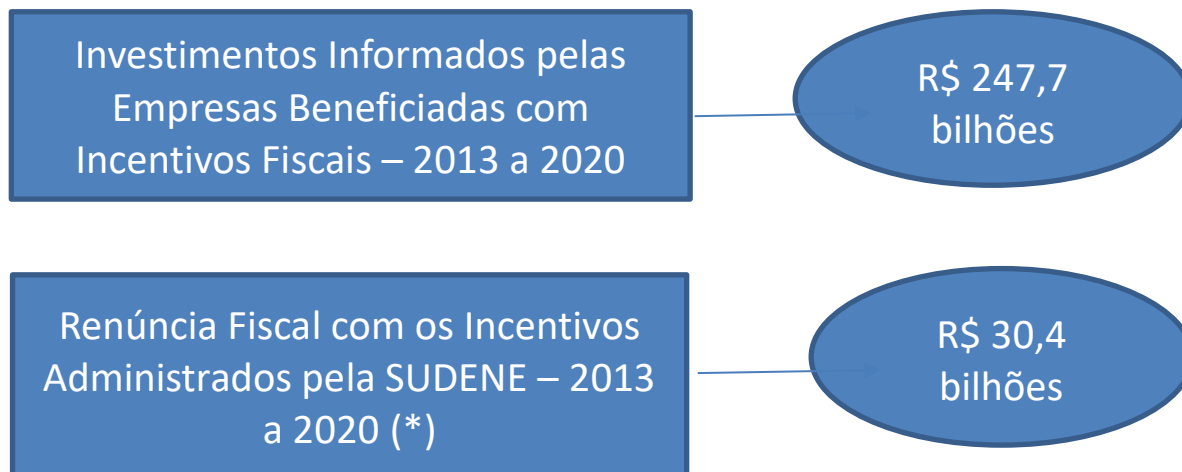 Investimentos Informados pelas
Empresas Beneficiadas com
Incentivos Fiscais – 2013 a 2020
R$ 247,7
bilhões
Renúncia Fiscal com os Incentivos
Administrados pela SUDENE – 2013
a 2020 (*)
R$ 30,4
bilhões